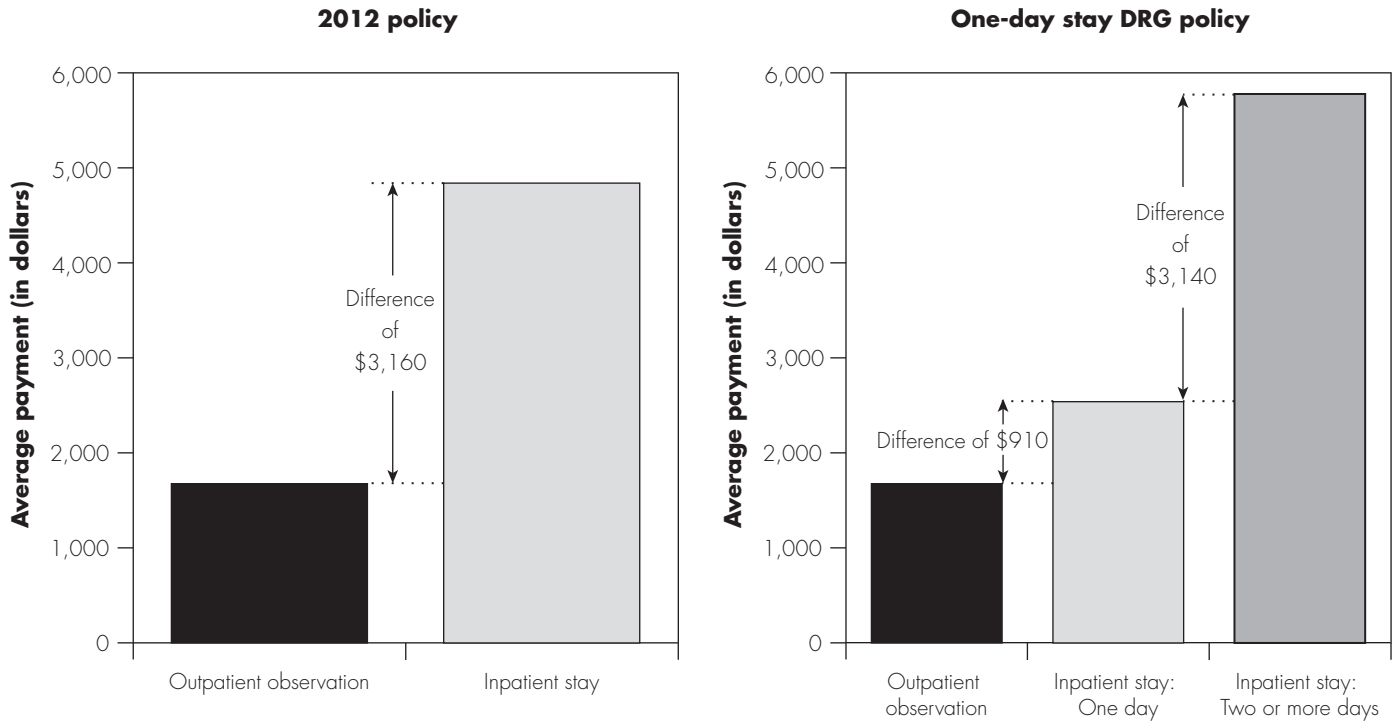 2012 policy
Average payment (in dollars)
6,000
5,000
4,000
3,000
2,000
1,000
0
Difference
of
$3,160
Outpatient observation
Inpatient stay
One-day stay DRG policy
Average payment (in dollars)
6,000
5,000
4,000
3,000
2,000
1,000
0
Difference
of
$3,140
Difference of $910
Outpatient
observation
Inpatient stay:
One day
Inpatient stay:
Two or more days